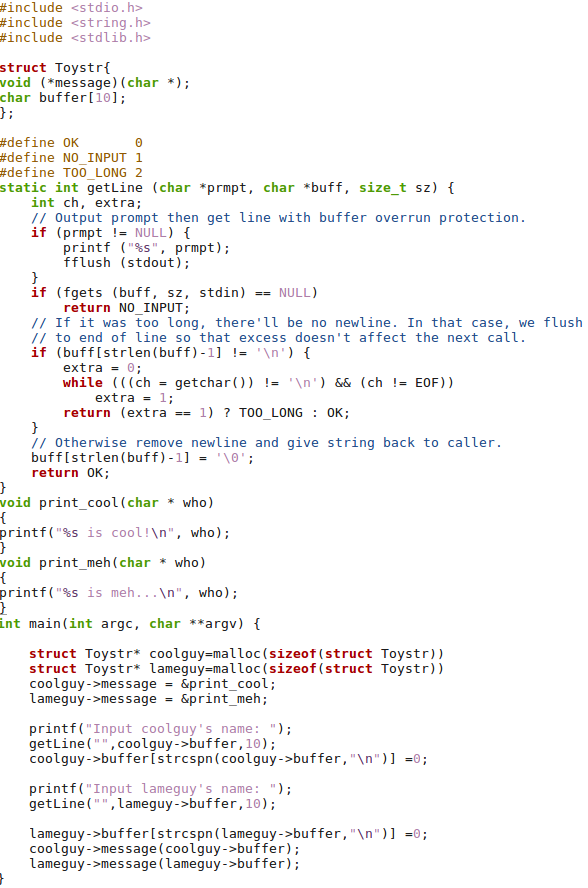 #include <stdio.h>
#include <string.h>
#include <stdlib.h>

struct Toystr{
void (*message)(char *);
char buffer[10];
};

#define OK       0
#define NO_INPUT 1
#define TOO_LONG 2
static int getLine (char *prmpt, char *buff, size_t sz) {
    int ch, extra;
    // Output prompt then get line with buffer overrun protection.
    if (prmpt != NULL) {
        printf ("%s", prmpt);
        fflush (stdout);
    }
    if (fgets (buff, sz, stdin) == NULL)
        return NO_INPUT;
    // If it was too long, there'll be no newline. In that case, we flush
    // to end of line so that excess doesn't affect the next call.
    if (buff[strlen(buff)-1] != '\n') {
        extra = 0;
        while (((ch = getchar()) != '\n') && (ch != EOF))
            extra = 1;
        return (extra == 1) ? TOO_LONG : OK;
    }
    // Otherwise remove newline and give string back to caller.
    buff[strlen(buff)-1] = '\0';
    return OK;
}
void print_cool(char * who)
{
printf("%s is cool!\n", who);
}
void print_meh(char * who)
{
printf("%s is meh...\n", who);
}
int main(int argc, char **argv) {

    struct Toystr* coolguy=malloc(sizeof(struct Toystr))
    struct Toystr* lameguy=malloc(sizeof(struct Toystr))
    coolguy->message = &print_cool;
    lameguy->message = &print_meh;

    printf("Input coolguy's name: ");
    getLine("",coolguy->buffer,10);
    coolguy->buffer[strcspn(coolguy->buffer,"\n")] =0;

    printf("Input lameguy's name: ");
    getLine("",lameguy->buffer,10);

    lameguy->buffer[strcspn(lameguy->buffer,"\n")] =0;
    coolguy->message(coolguy->buffer);
    lameguy->message(lameguy->buffer);
}